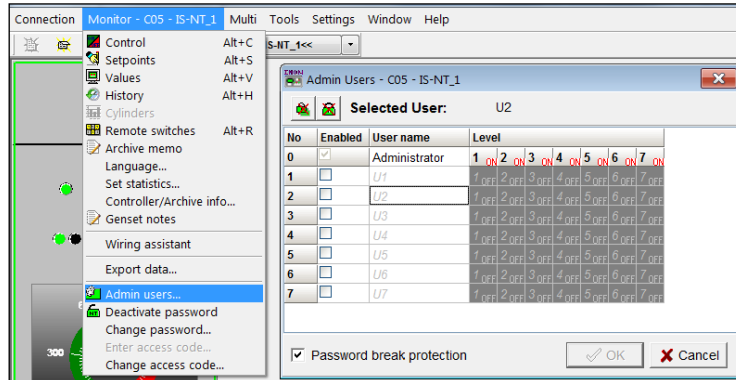 Connection Monitor - C05 - IS-NT_1 Multi Tools Settings Window Help
S-NT_1<<
Control Alt+C
Setpoints Alt+S
Values Alt+V
History Alt+H
Cylinders
Remote switches Alt+R
Archive memo
Language...
Set statistics...
Controller/Archive info...
Genset notes
Wiring assistant
Export data...
Admin users...
Deactivate password
Change password...
Enter access code...
Change access code...
300
Admin Users - C05 - IS-NT_1
Selected User: U2
No Enabled User name Level
0 Administrator 1 ON 2 ON 3 ON 4 ON 5 ON 6 ON 7 ON
1 U1 1 OFF 2 OFF 3 OFF 4 OFF 5 OFF 6 OFF 7 OFF
2 U2 1 OFF 2 OFF 3 OFF 4 OFF 5 OFF 6 OFF 7 OFF
3 U3 1 OFF 2 OFF 3 OFF 4 OFF 5 OFF 6 OFF 7 OFF
4 U4 1 OFF 2 OFF 3 OFF 4 OFF 5 OFF 6 OFF 7 OFF
5 U5 1 OFF 2 OFF 3 OFF 4 OFF 5 OFF 6 OFF 7 OFF
6 U6 1 OFF 2 OFF 3 OFF 4 OFF 5 OFF 6 OFF 7 OFF
7 U7 1 OFF 2 OFF 3 OFF 4 OFF 5 OFF 6 OFF 7 OFF
Password break protection
OK Cancel